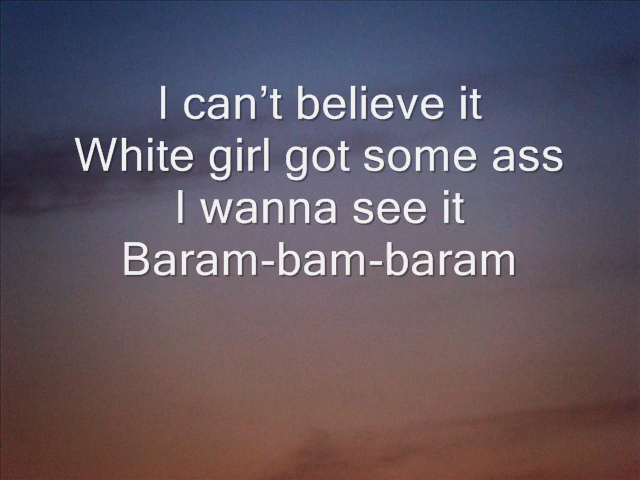 I can’t believe it
White girl got some ass
I wanna see it
Baram-bam-baram